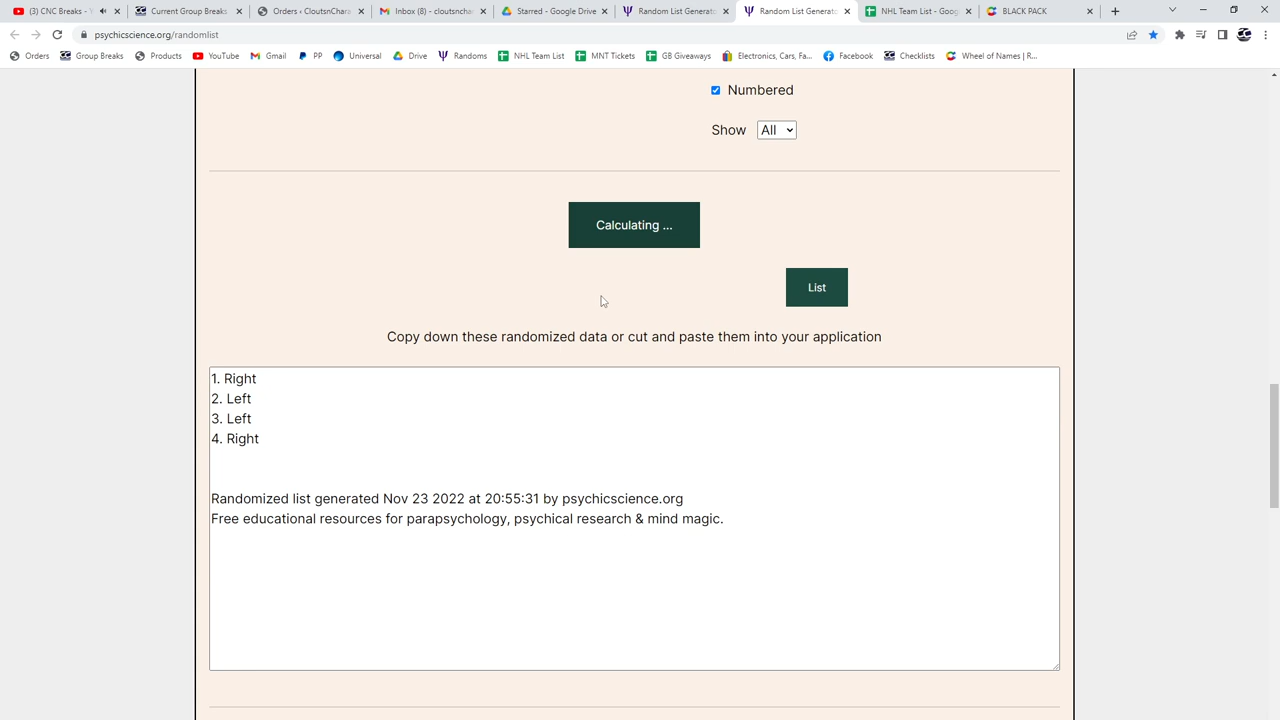 (3) CNC Breaks - Y
Current Group Breaks
Orders ‹ CloutsnChara
Inbox (8) - cloutsnchar
Starred - Google Drive
Random List Generato
Random List Generato
NHL Team List - Goog
BLACK PACK
psychicscience.org/randomlist
Orders
Group Breaks
Products
YouTube
Gmail
PP
Universal
Drive
Randoms
NHL Team List
MNT Tickets
GB Giveaways
Electronics, Cars, Fa...
Facebook
Checklists
Wheel of Names | R...
Numbered
Show All
Calculating ...
List
Copy down these randomized data or cut and paste them into your application
1. Right
2. Left
3. Left
4. Right
Randomized list generated Nov 23 2022 at 20:55:31 by psychicscience.org
Free educational resources for parapsychology, psychical research & mind magic.